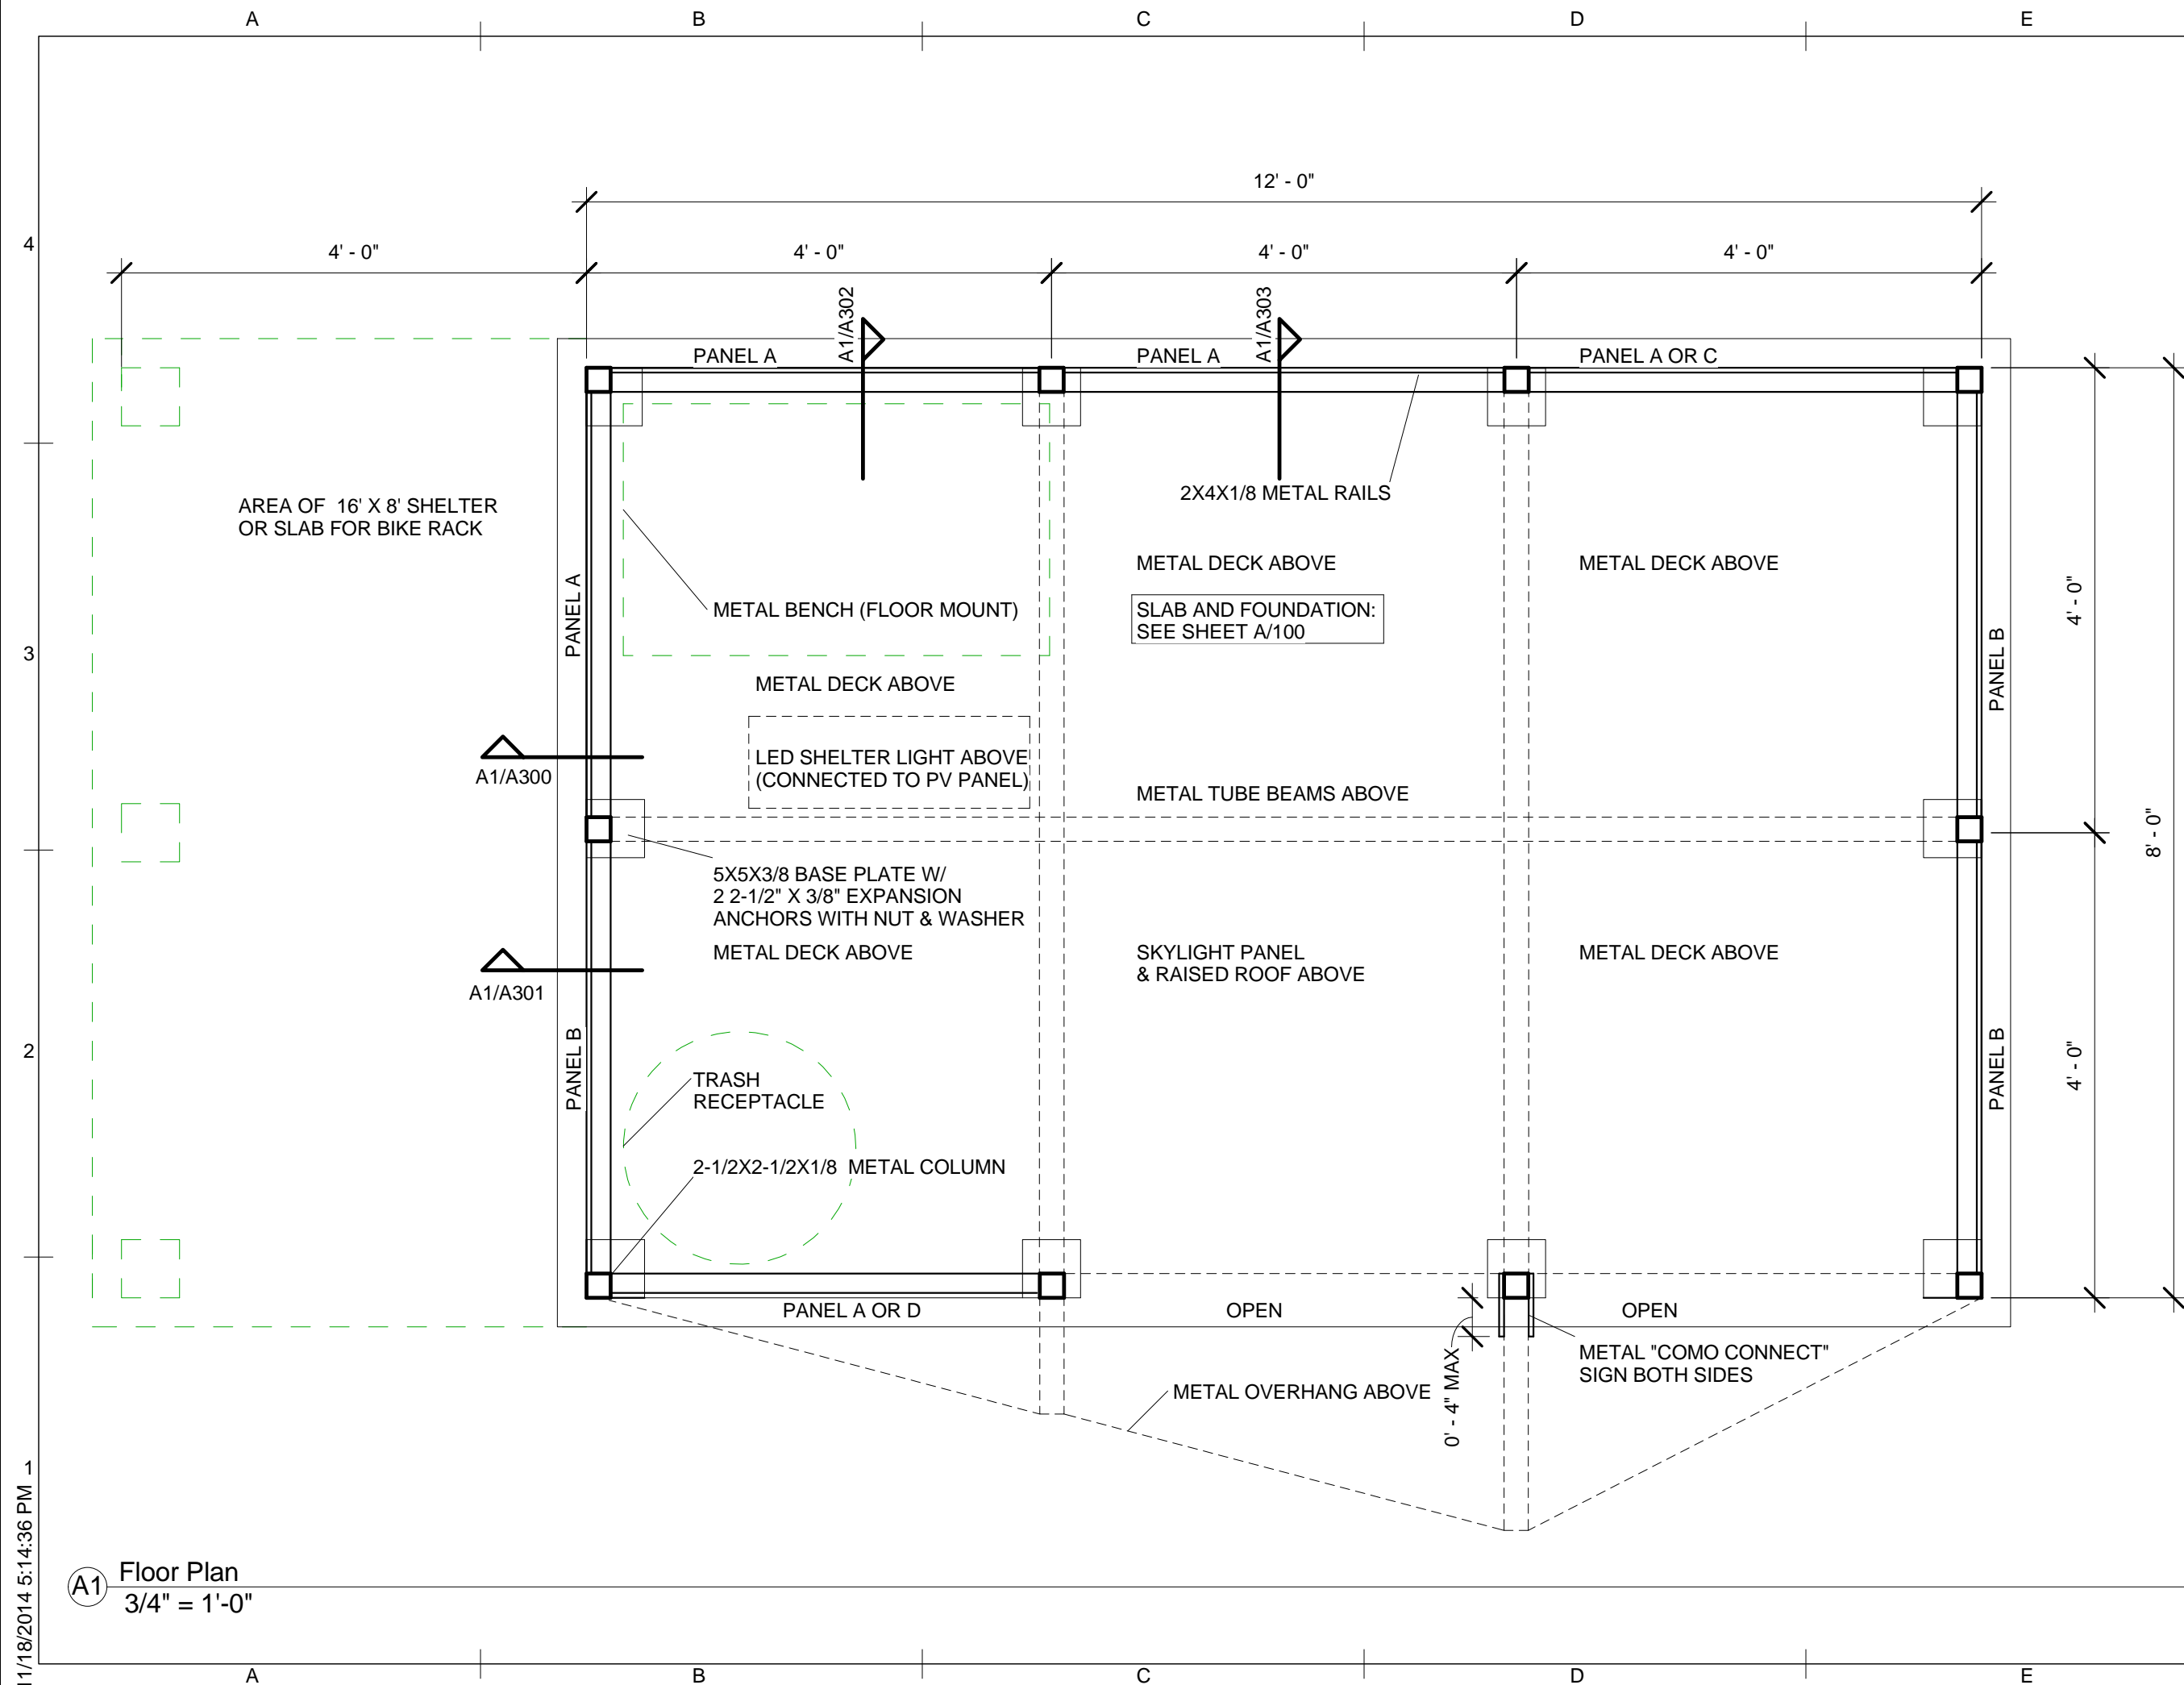 A B C D E
12' - 0"
4' - 0" 4' - 0" 4' - 0" 4' - 0"
4
A1/A302
A1/A303
PANEL A
PANEL A
PANEL A OR C
AREA OF 16' X 8' SHELTER
OR SLAB FOR BIKE RACK
2X4X1/8 METAL RAILS
METAL DECK ABOVE
METAL DECK ABOVE
PANEL A
METAL BENCH (FLOOR MOUNT)
SLAB AND FOUNDATION:
SEE SHEET A/100
4' - 0"
3
PANEL B
METAL DECK ABOVE
A1/A300
LED SHELTER LIGHT ABOVE
(CONNECTED TO PV PANEL)
METAL TUBE BEAMS ABOVE
8' - 0"
5X5X3/8 BASE PLATE W/
2 2-1/2" X 3/8" EXPANSION
ANCHORS WITH NUT & WASHER
METAL DECK ABOVE
SKYLIGHT PANEL
& RAISED ROOF ABOVE
METAL DECK ABOVE
A1/A301
2
PANEL B
TRASH
RECEPTACLE
PANEL B
4' - 0"
2-1/2X2-1/2X1/8 METAL COLUMN
PANEL A OR D
OPEN
OPEN
METAL "COMO CONNECT"
SIGN BOTH SIDES
METAL OVERHANG ABOVE
0' - 4" MAX
1
11/18/2014 5:14:36 PM
A1
Floor Plan
3/4" = 1'-0"
A B C D E